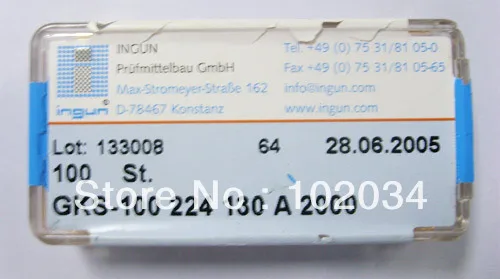 INGUN
Prüfmittelbau GmbH
Max-Stromeyer-Straße 162
D-78467 Konstanz
Tel. +49 (0) 75 31/81 05-0
Fax +49 (0) 75 31/81 05-65
info@ingun.com
www.ingun.com
ingun
Lot: 133008 64 28.06.2005
100 St.
Store No: 102034
GKS-100 224 130 A 2000